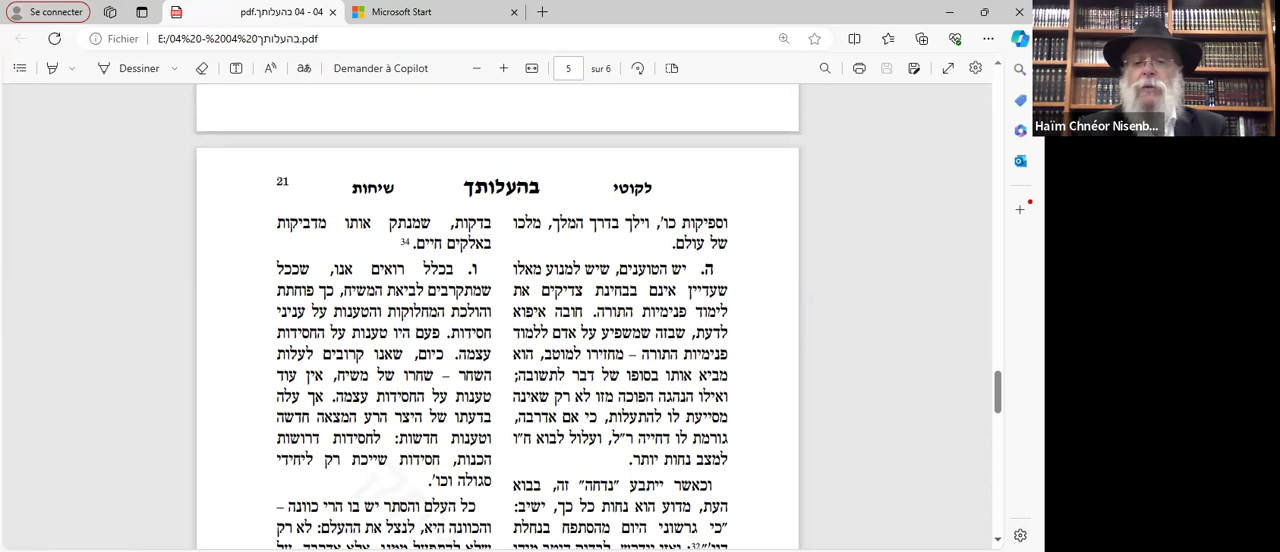 Se connecter
04 - 04 בהעלותך.pdf
Microsoft Start
Fichier
E:/04%20-%2004%20בהעלותך.pdf
Dessiner
Demander à Copilot
5
sur 6
Haïm Chnéor Nisenb...
לקוטי
בהעלותך
שיחות
21
וספיקות כו', וילך בדרך המלך, מלכו
של עולם.
ה. יש הטוענים, שיש למנוע מאלו
שעדיין אינם בבחינת צדיקים את
לימוד פנימיות התורה. חובה איפוא
לדעת, שבזה שמשפיע על אדם ללמוד
פנימיות התורה – מחזירו למוטב, הוא
מביא אותו בסופו של דבר לתשובה;
ואילו הנהגה הפוכה מזו לא רק שאינה
מסייעת לו להתעלות, כי אם אדרבה,
גורמת לו דחייה ר"ל, ועלול לבוא ח"ו
למצב נחות יותר.
וכאשר ייתבע "נדחה" זה, בבוא
העת, מדוע הוא נחות כל כך, ישיב:
"כי גרשוני היום מהסתפח בנחלת
בדקות, שמנתק אותו מדביקות
באלקים חיים.34
ו. בכלל רואים אנו, שככל
שמתקרבים לביאת המשיח, כך פוחתת
והולכת המחלוקות והטענות על עניני
חסידות. פעם היו טענות על החסידות
עצמה. כיום, שאנו קרובים לעלות
השחר – שחרו של משיח, אין עוד
טענות על החסידות עצמה. אך עלה
בדעתו של היצר הרע המצאה חדשה
וטענות חדשות: לחסידות דרושות
הכנות, חסידות שייכת רק ליחידי
סגולה וכו'.
כל העלם והסתר יש בו הרי כוונה –
והכוונה היא, לנצל את ההעלם: לא רק